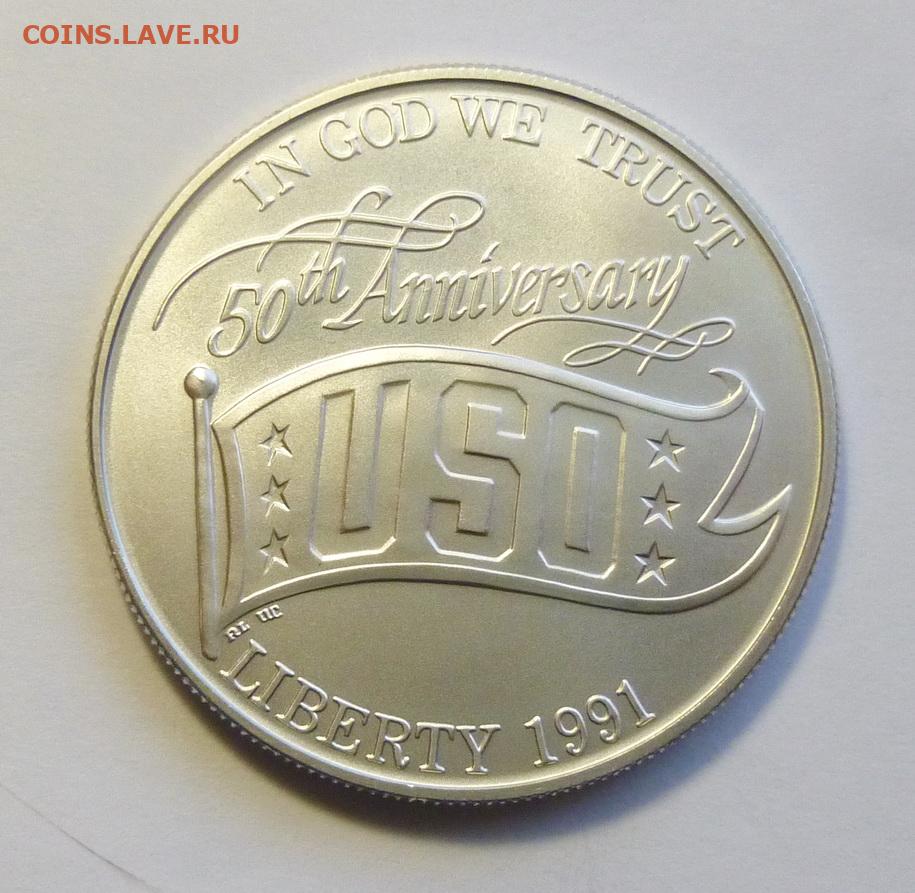 COINS.LAVE.RU
IN GOD WE TRUST
50th Anniversary
USO
LIBERTY 1991